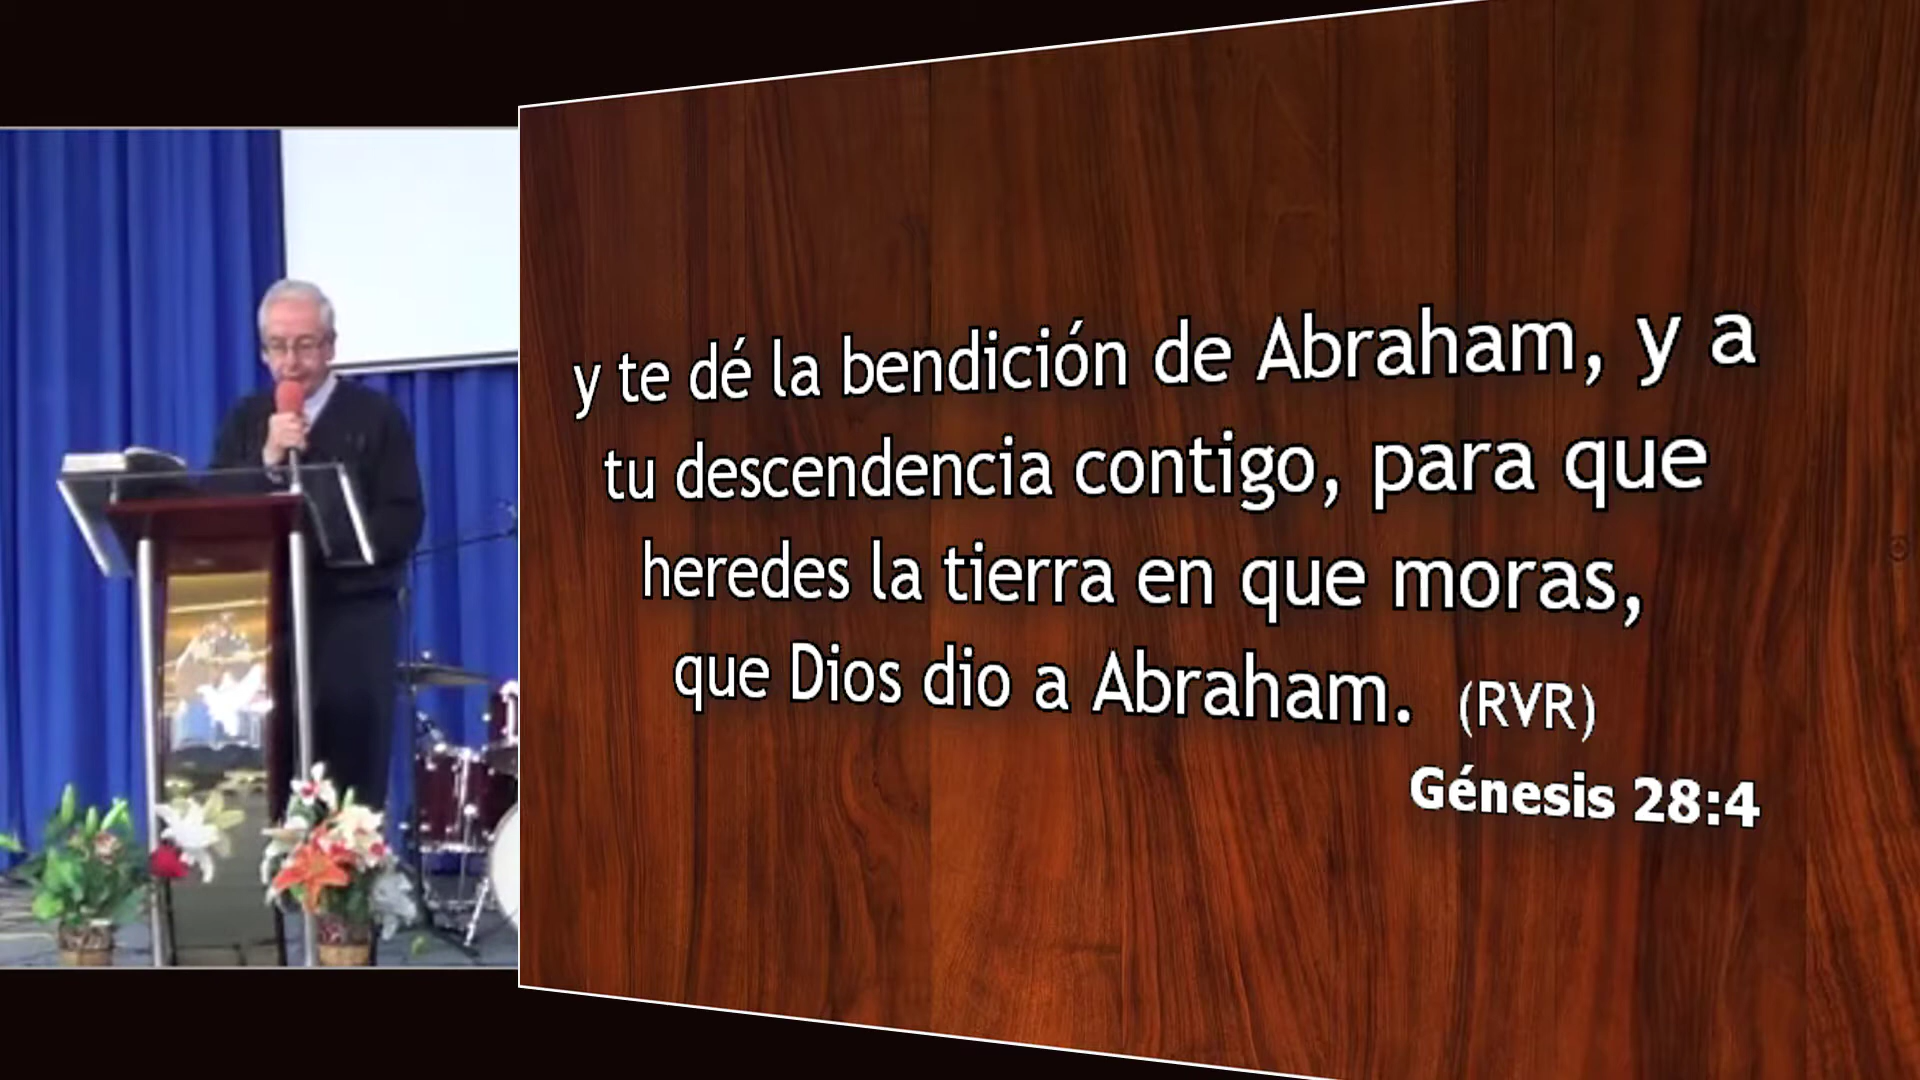 y te dé la bendición de Abraham, y a
tu descendencia contigo, para que
heredes la tierra en que moras,
que Dios dio a Abraham. (RVR)
Génesis 28:4